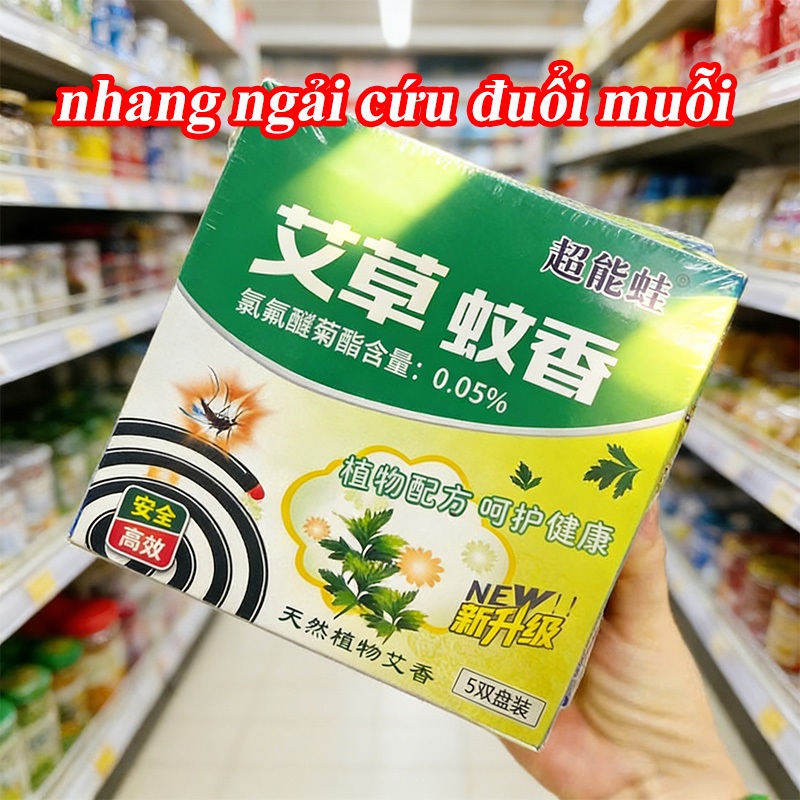 nhang ngải cứu đuổi muỗi
超能蛙®
艾草 蚊香
氯氟醚菊酯含量：0.05%
植物配方 呵护健康
安全
高效
NEW!!
新升级
天然植物艾香
5双盘装